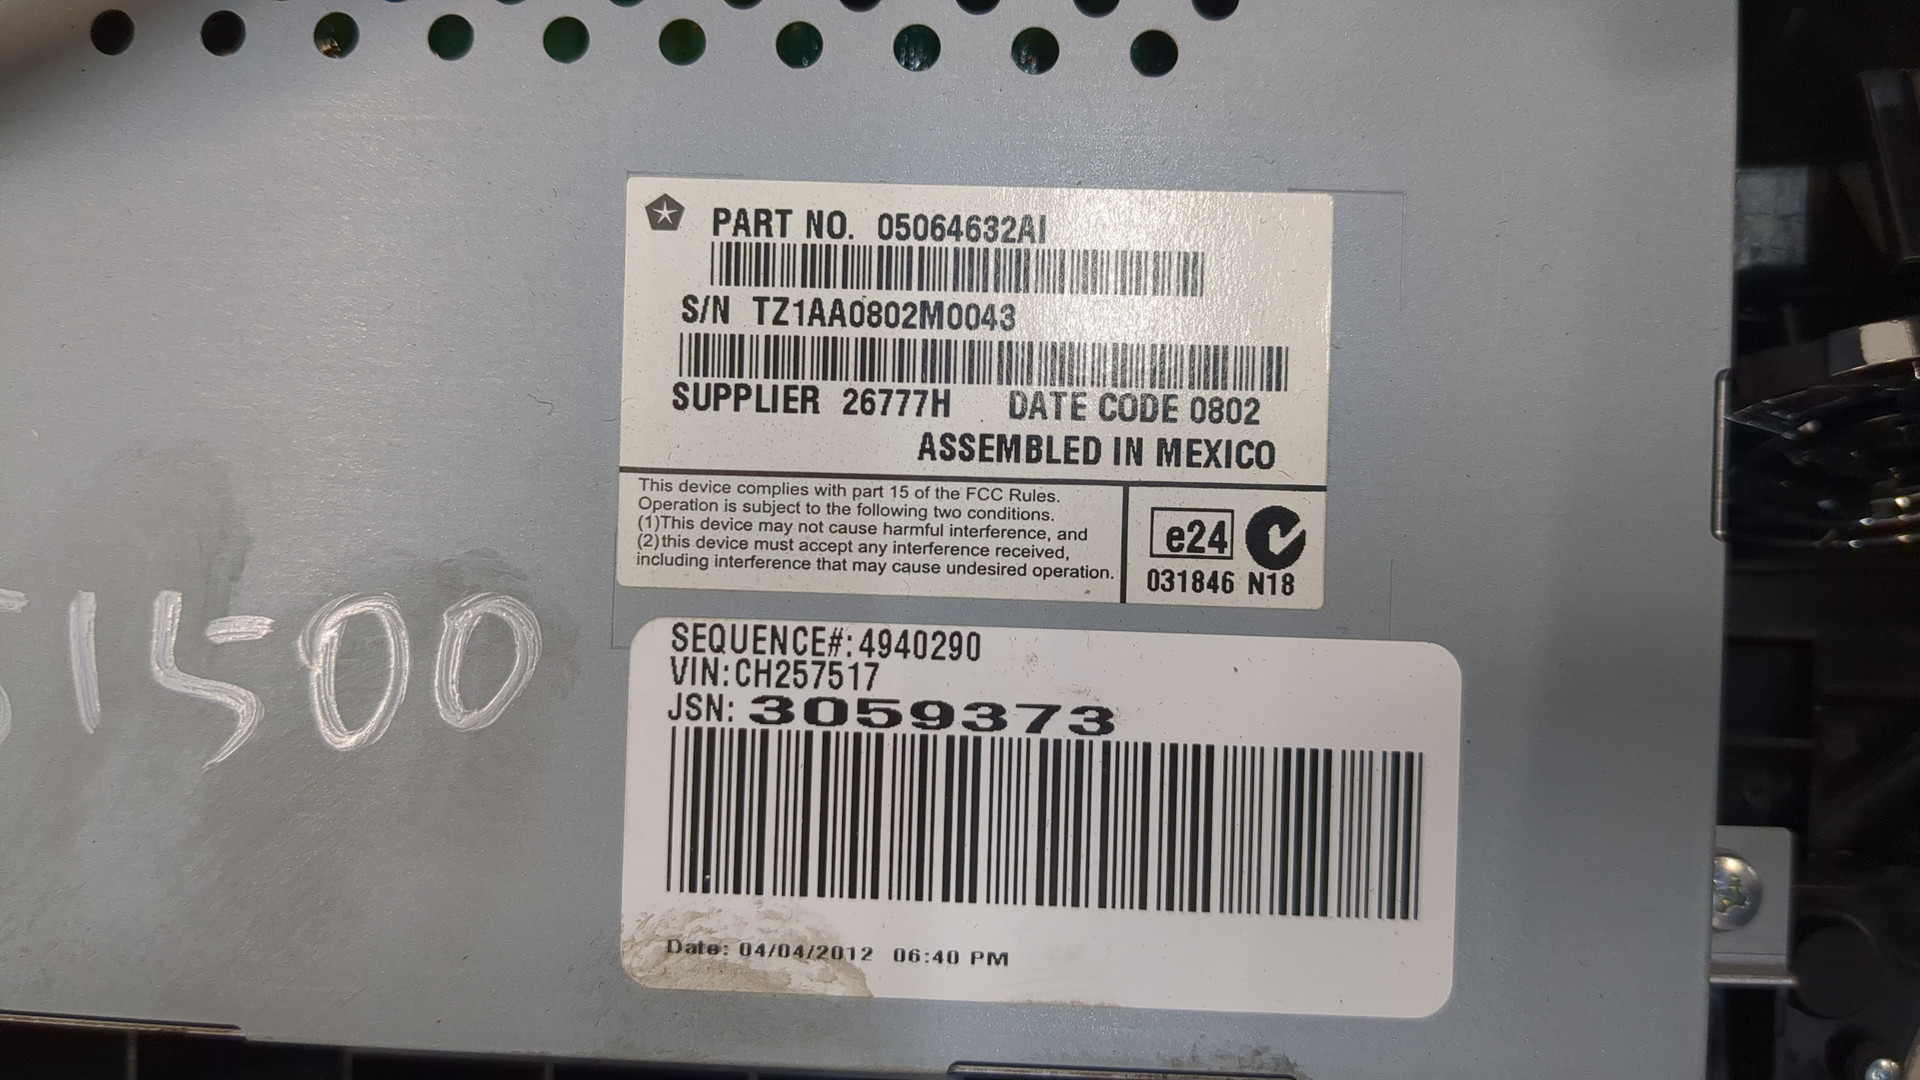 PART NO. 05064632AI
S/N TZ1AA0802M0043
SUPPLIER 26777H DATE CODE 0802
ASSEMBLED IN MEXICO
This device complies with part 15 of the FCC Rules.
Operation is subject to the following two conditions.
(1)This device may not cause harmful interference, and
(2)this device must accept any interference received,
including interference that may cause undesired operation.
e24
031846 N18
1500
SEQUENCE#:4940290
VIN:CH257517
JSN: 3059373
Date: 04/04/2012 06:40 PM